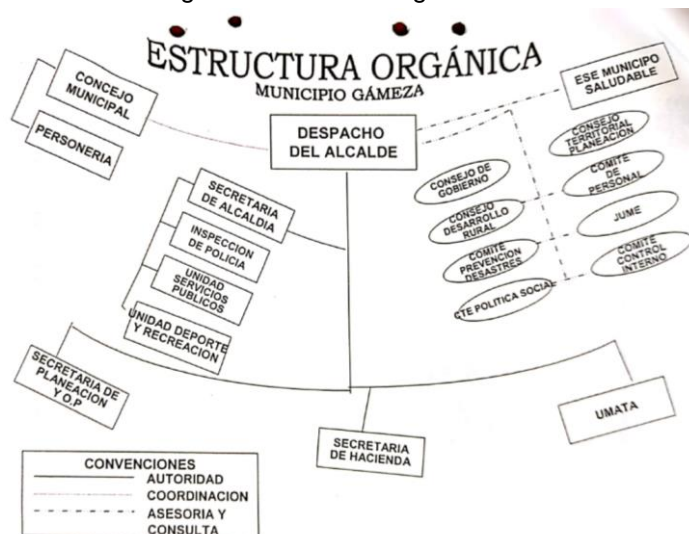 ESTRUCTURA ORGÁNICA
MUNICIPIO GÁMEZA
CONCEJO
MUNICIPAL
PERSONERIA
DESPACHO
DEL ALCALDE
ESE MUNICIPO
SALUDABLE
SECRETARIA
DE ALCALDIA
INSPECCION
DE POLICIA
UNIDAD
SERVICIOS
PUBLICOS
UNIDAD DEPORTE
Y RECREACION
CONSEJO DE
GOBIERNO
CONSEJO
DESARROLLO
RURAL
COMITE
PREVENCION
DESASTRES
CTE POLITICA SOCIAL
CONSEJO
TERRITORIAL
PLANEACION
COMITE
DE
PERSONAL
JUME
COMITE
CONTROL
INTERNO
SECRETARIA DE
PLANEACION
Y O.P
SECRETARIA
DE HACIENDA
UMATA
CONVENCIONES
AUTORIDAD
COORDINACION
ASESORIA Y
CONSULTA